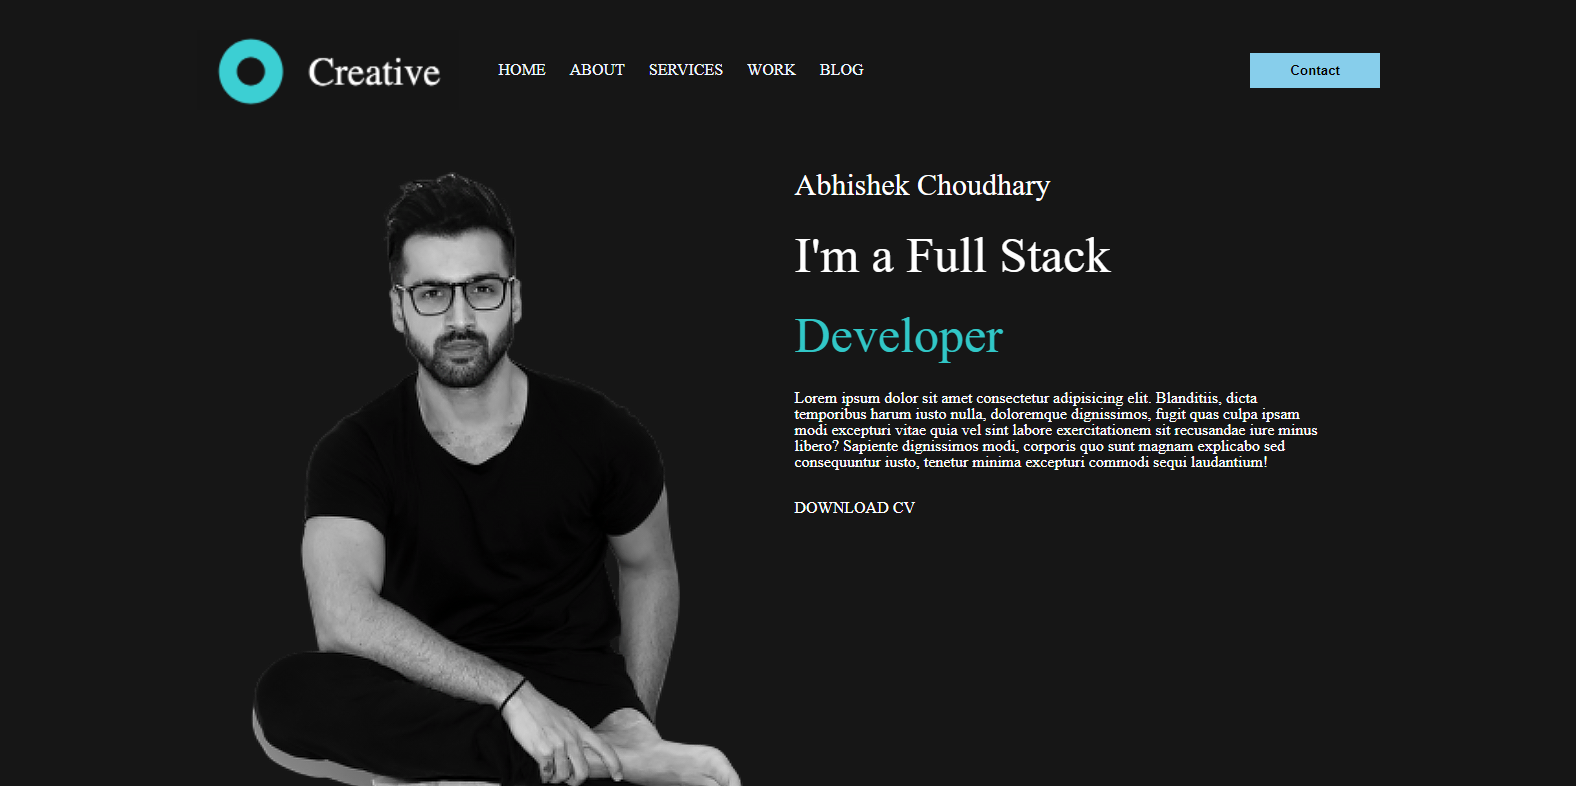 Creative
HOME ABOUT SERVICES WORK BLOG
Contact
Abhishek Choudhary
I'm a Full Stack
Developer
Lorem ipsum dolor sit amet consectetur adipisicing elit. Blanditiis, dicta
temporibus harum iusto nulla, doloremque dignissimos, fugit quas culpa ipsam
modi excepturi vitae quia vel sint labore exercitationem sit recusandae iure minus
libero? Sapiente dignissimos modi, corporis quo sunt magnam explicabo sed
consequuntur iusto, tenetur minima excepturi commodi sequi laudantium!
DOWNLOAD CV